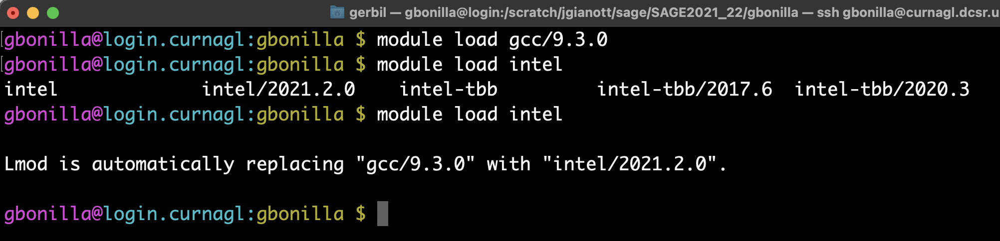 gerbil — gbonilla@login:/scratch/jgianott/sage/SAGE2021_22/gbonilla — ssh gbonilla@curnagl.dcsr.u
[gbonilla@login.curnagl:gbonilla $ module load gcc/9.3.0
[gbonilla@login.curnagl:gbonilla $ module load intel
intel intel/2021.2.0 intel-tbb intel-tbb/2017.6 intel-tbb/2020.3
gbonilla@login.curnagl:gbonilla $ module load intel
Lmod is automatically replacing "gcc/9.3.0" with "intel/2021.2.0".
gbonilla@login.curnagl:gbonilla $